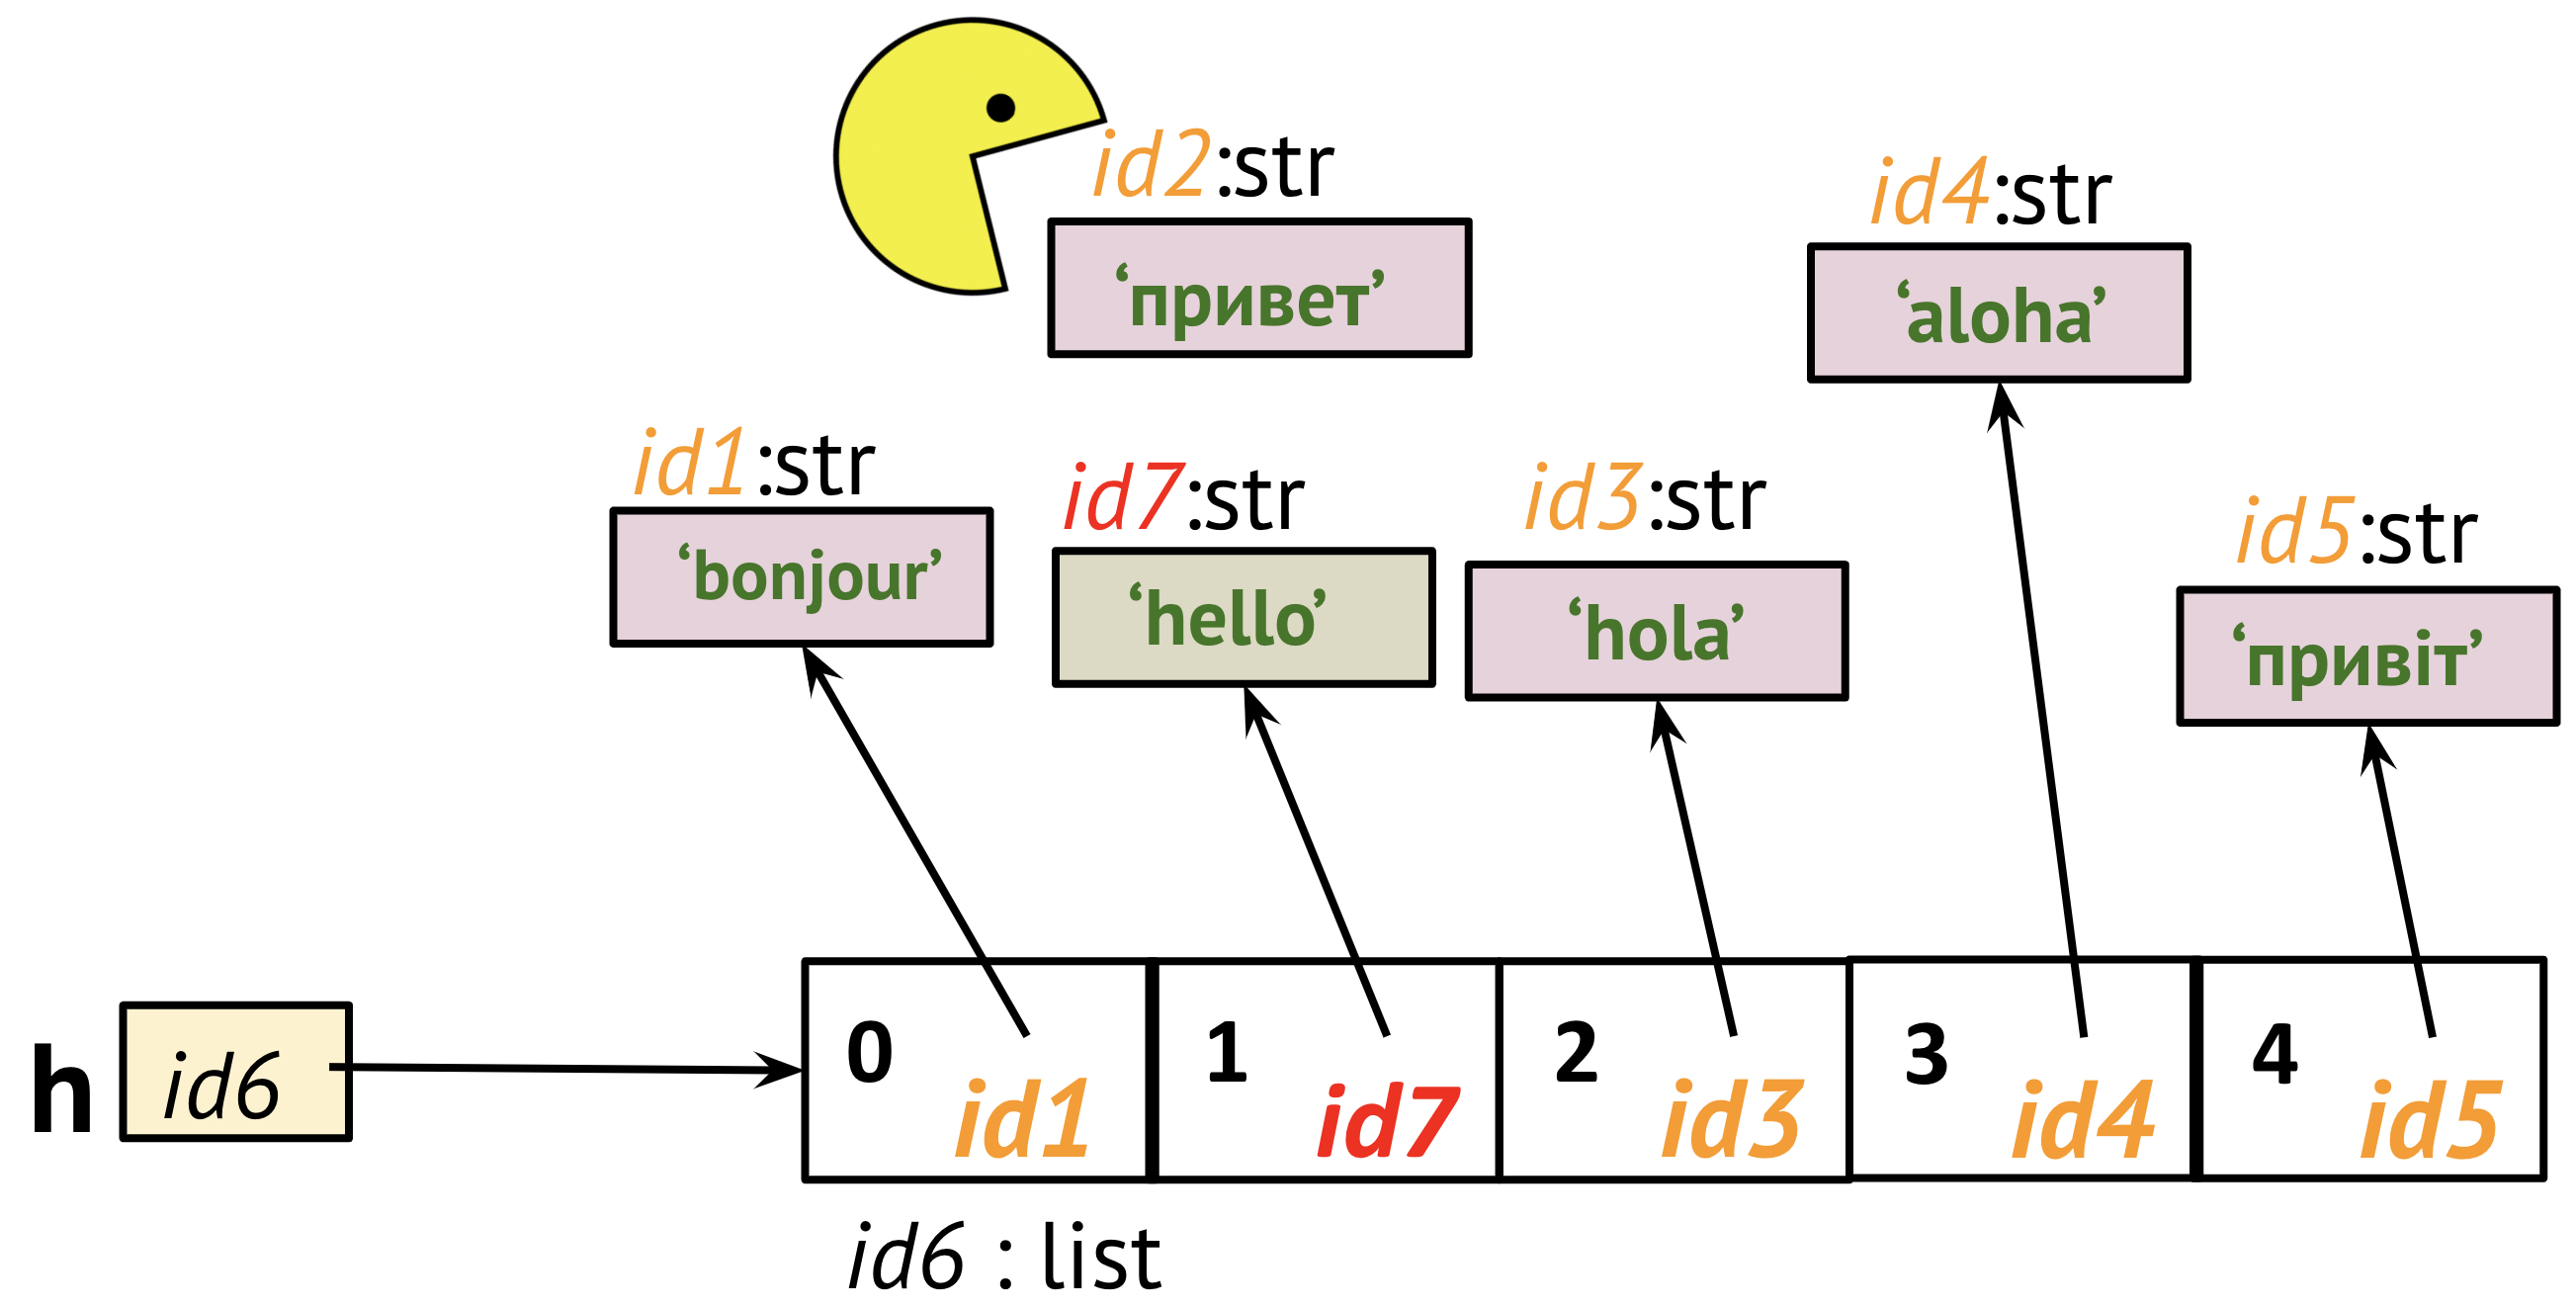 id2:str
‘привет’
id4:str
‘aloha’
id1:str
‘bonjour’
id7:str
‘hello’
id3:str
‘hola’
id5:str
‘привіт’
h
id6
0
id1
1
id7
2
id3
3
id4
4
id5
id6 : list